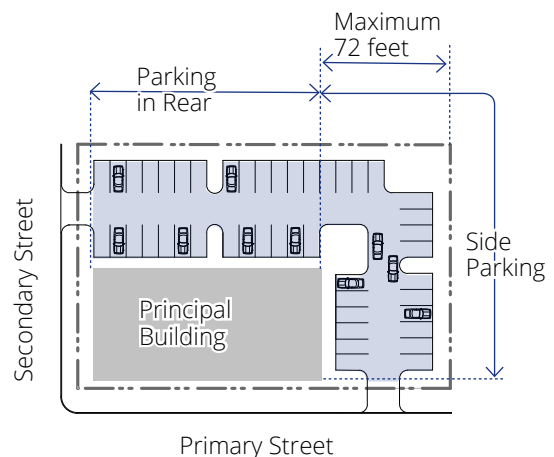 Maximum
72 feet
Parking
in Rear
Secondary Street
Side
Parking
Principal
Building
Primary Street